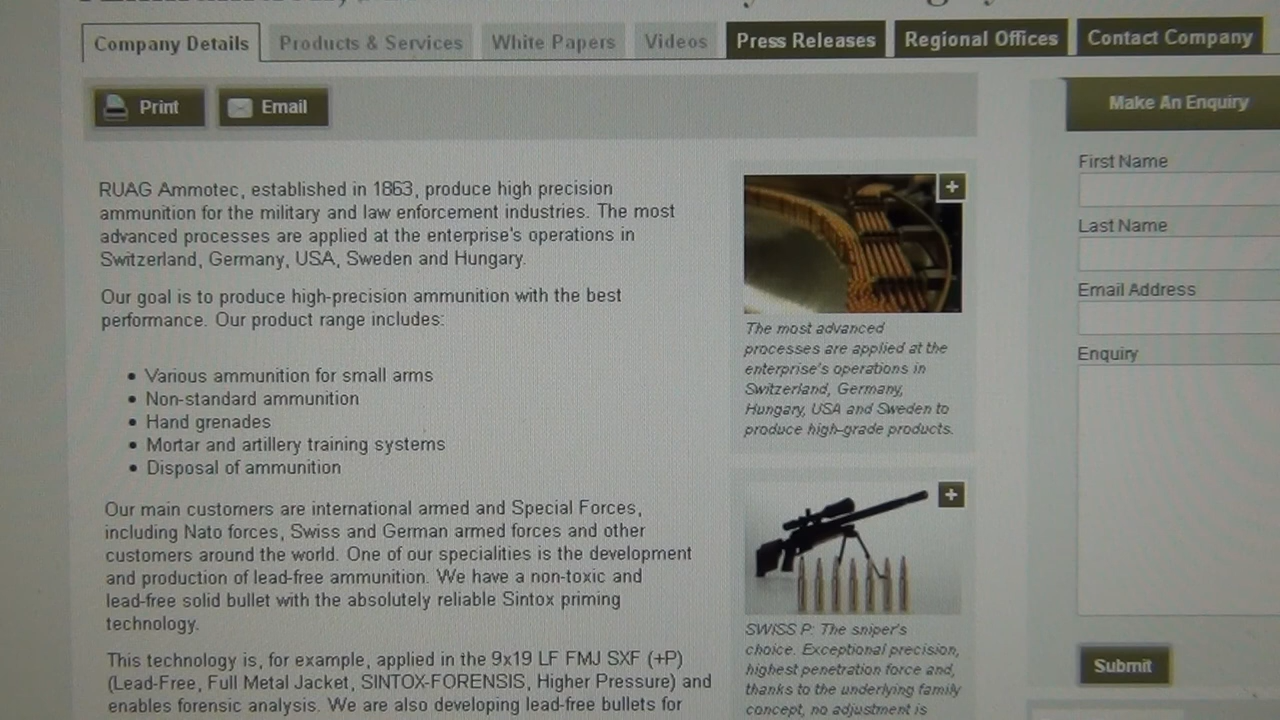 Company Details
Products & Services
White Papers
Videos
Press Releases
Regional Offices
Contact Company
Print
Email
Make An Enquiry
RUAG Ammotec, established in 1863, produce high precision
ammunition for the military and law enforcement industries. The most
advanced processes are applied at the enterprise's operations in
Switzerland, Germany, USA, Sweden and Hungary.
Our goal is to produce high-precision ammunition with the best
performance. Our product range includes:
• Various ammunition for small arms
• Non-standard ammunition
• Hand grenades
• Mortar and artillery training systems
• Disposal of ammunition
Our main customers are international armed and Special Forces,
including Nato forces, Swiss and German armed forces and other
customers around the world. One of our specialities is the development
and production of lead-free ammunition. We have a non-toxic and
lead-free solid bullet with the absolutely reliable Sintox priming
technology.
This technology is, for example, applied in the 9x19 LF FMJ SXF (+P)
(Lead-Free, Full Metal Jacket, SINTOX-FORENSIS, Higher Pressure) and
enables forensic analysis. We are also developing lead-free bullets for
+
The most advanced
processes are applied at the
enterprise's operations in
Switzerland, Germany,
Hungary, USA and Sweden to
produce high-grade products.
+
SWISS P: The sniper's
choice. Exceptional precision,
highest penetration force and,
thanks to the underlying family
concept, no adjustment is
First Name
Last Name
Email Address
Enquiry
Submit